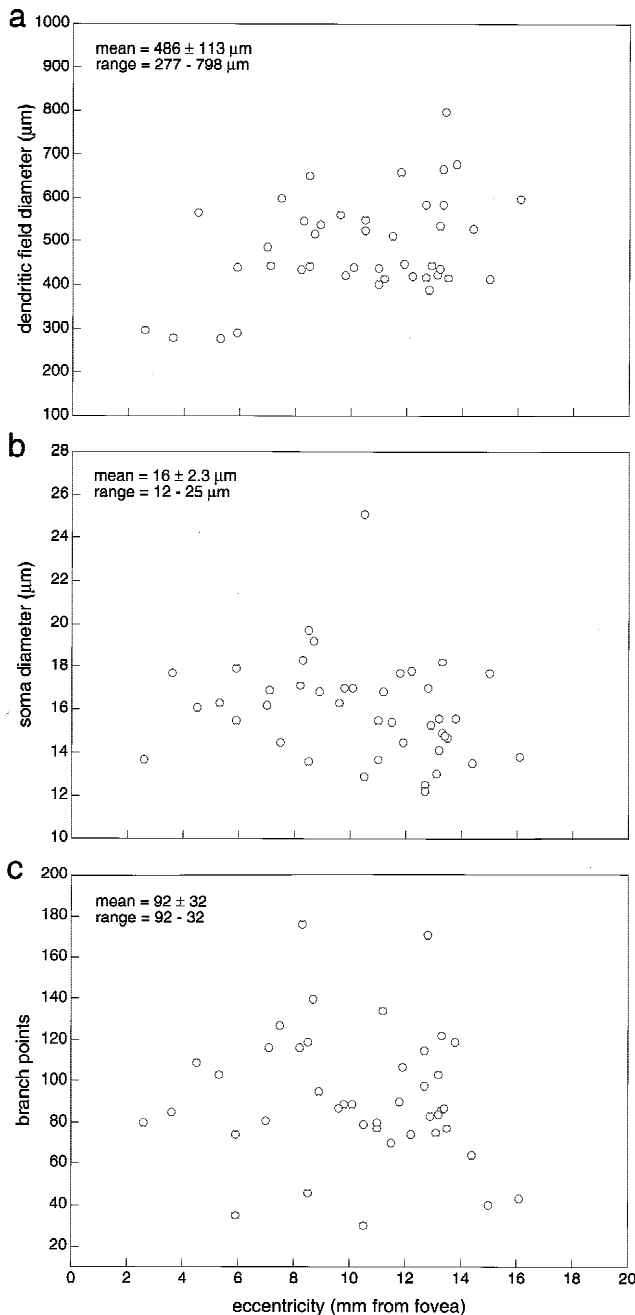 a
1000
mean = 486 ± 113 μm
range = 277 - 798 μm
900
800
700
600
500
400
300
200
100
dendritic field diameter (μm)
b
28
mean = 16 ± 2.3 μm
range = 12 - 25 μm
26
24
22
20
18
16
14
12
10
soma diameter (μm)
c
200
mean = 92 ± 32
range = 92 - 32
180
160
140
120
100
80
60
40
20
branch points
0 2 4 6 8 10 12 14 16 18 20
eccentricity (mm from fovea)